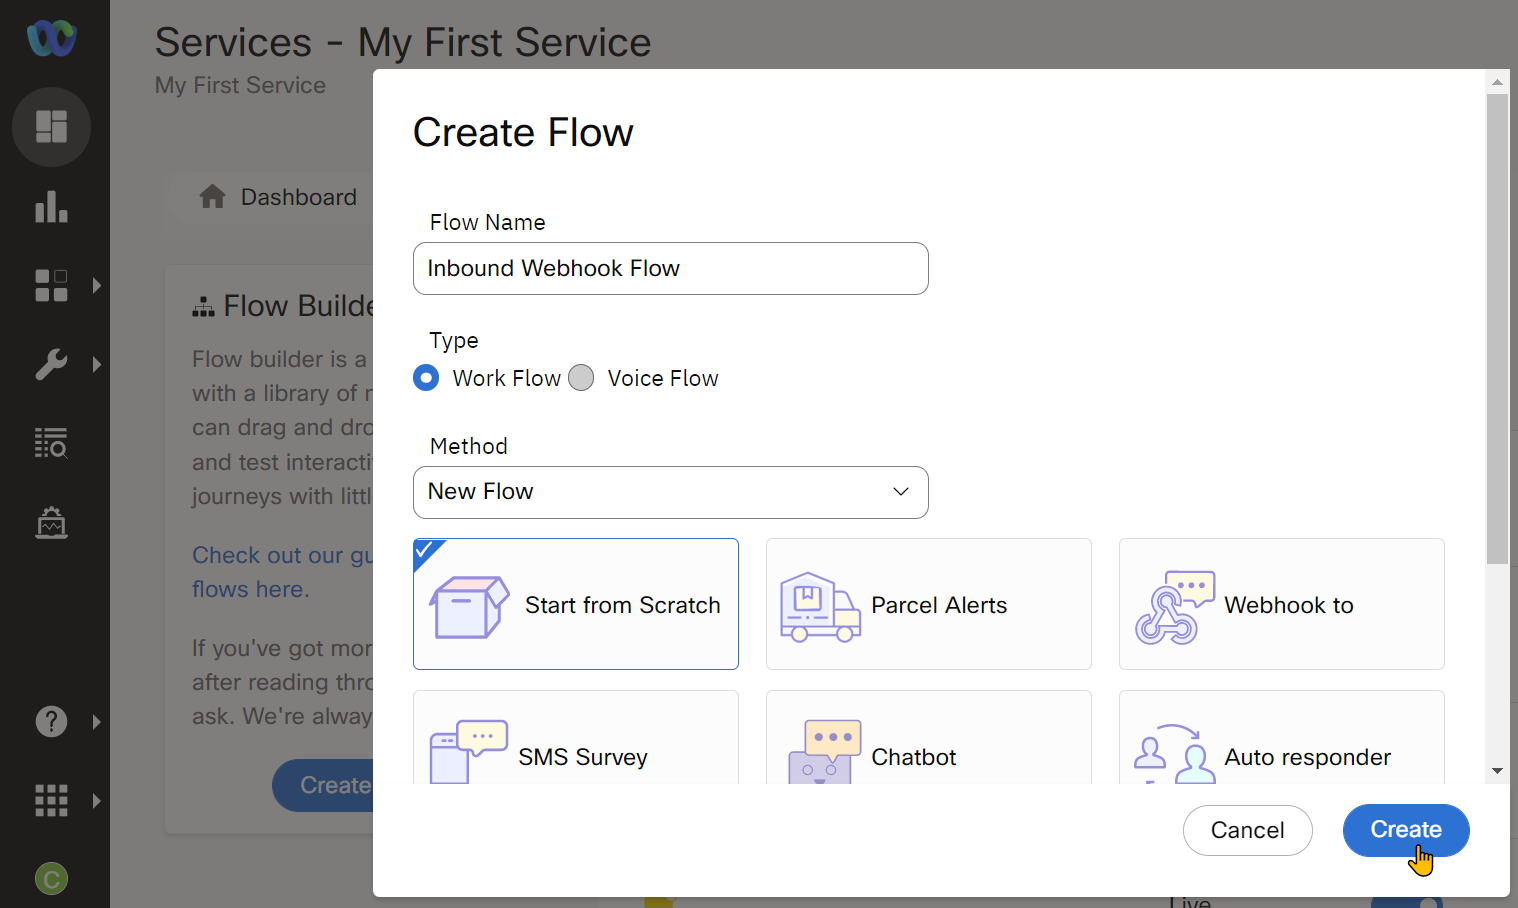 Services - My First Service
My First Service
Dashboard
Flow Builde
Flow builder is a
with a library of
can drag and dro
and test interacti
journeys with littl
Check out our gu
flows here.
If you've got mor
after reading thro
ask. We're alway
Create
Create Flow
Flow Name
Inbound Webhook Flow
Type
Work Flow Voice Flow
Method
New Flow
Start from Scratch
Parcel Alerts
Webhook to
SMS Survey
Chatbot
Auto responder
Cancel
Create
Live
C